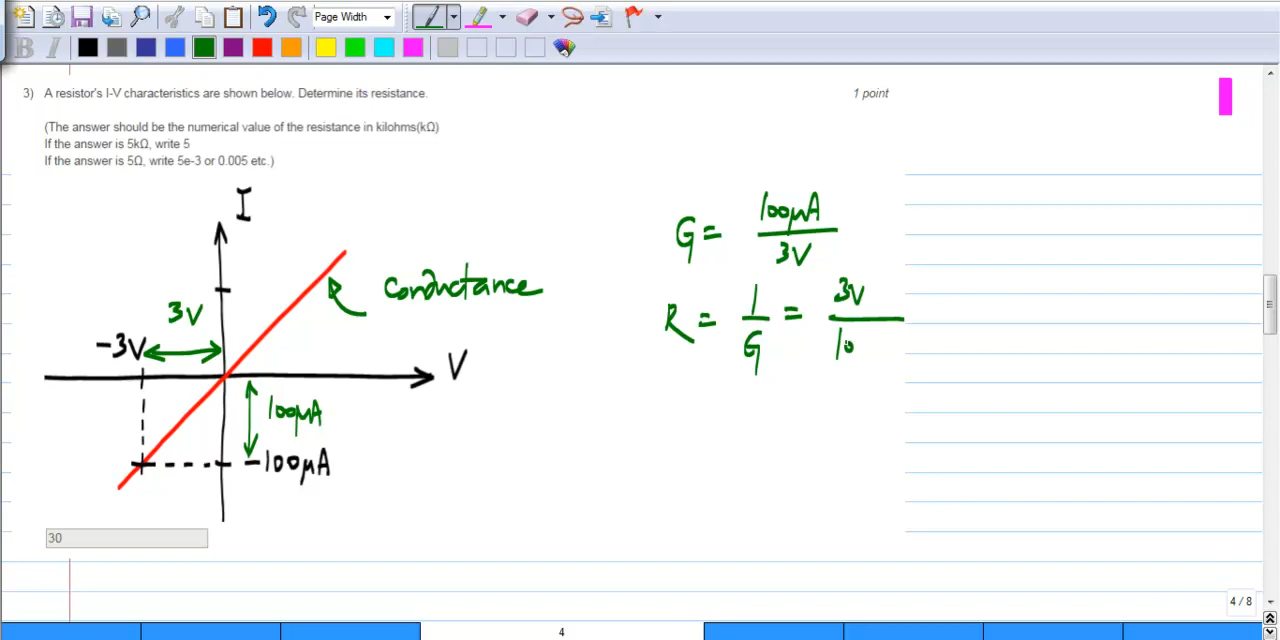 Page Width
B I
3) A resistor's I-V characteristics are shown below. Determine its resistance. 1 point
(The answer should be the numerical value of the resistance in kilohms(kΩ)
If the answer is 5kΩ, write 5
If the answer is 5Ω, write 5e-3 or 0.005 etc.)
I
G = 100μA / 3V
conductance
3V
R = 1 / G = 3V / 10
-3V
V
100μA
-100μA
30
4 / 8
4